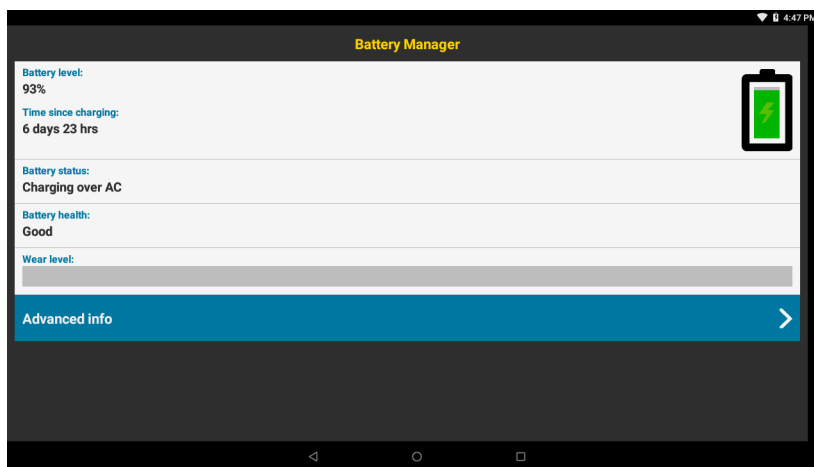 4:47 PM
Battery Manager
Battery level:
93%
Time since charging:
6 days 23 hrs
Battery status:
Charging over AC
Battery health:
Good
Wear level:
Advanced info